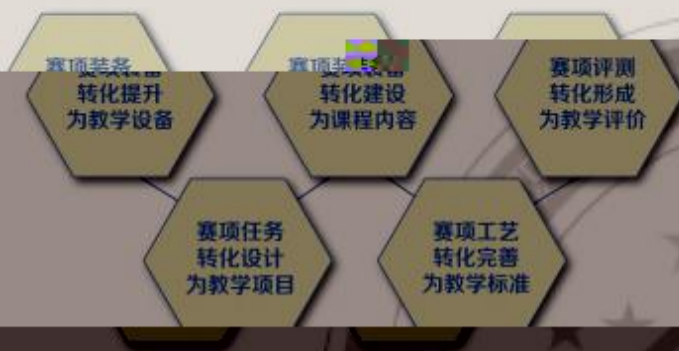 赛项装备
转化提升
为教学设备
赛项
转化建设
为课程内容
赛项评测
转化形成
为教学评价
赛项任务
转化设计
为教学项目
赛项工艺
转化完善
为教学标准